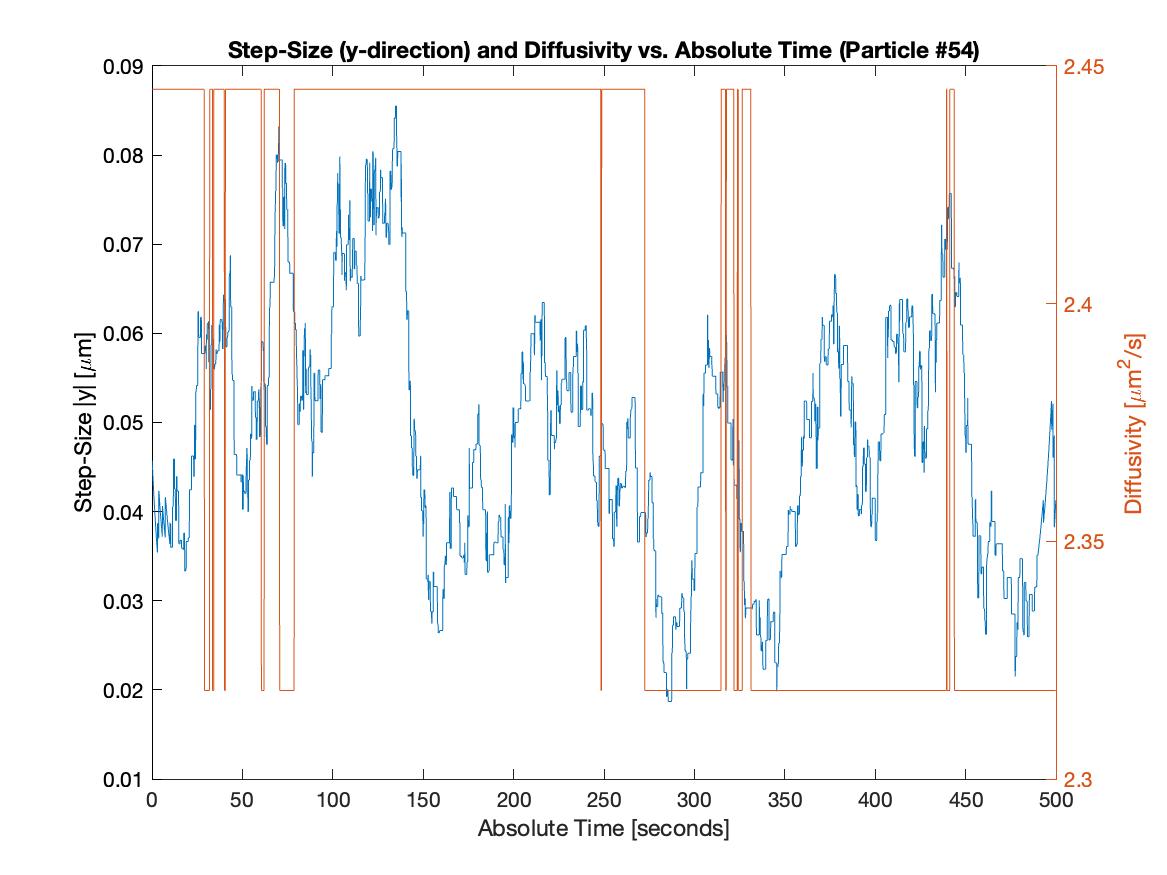 Step-Size (y-direction) and Diffusivity vs. Absolute Time (Particle #54)
0.09
0.08
0.07
0.06
0.05
0.04
0.03
0.02
0.01
Step-Size |y| [μm]
2.45
2.4
2.35
2.3
Diffusivity [μm²/s]
0 50 100 150 200 250 300 350 400 450 500
Absolute Time [seconds]